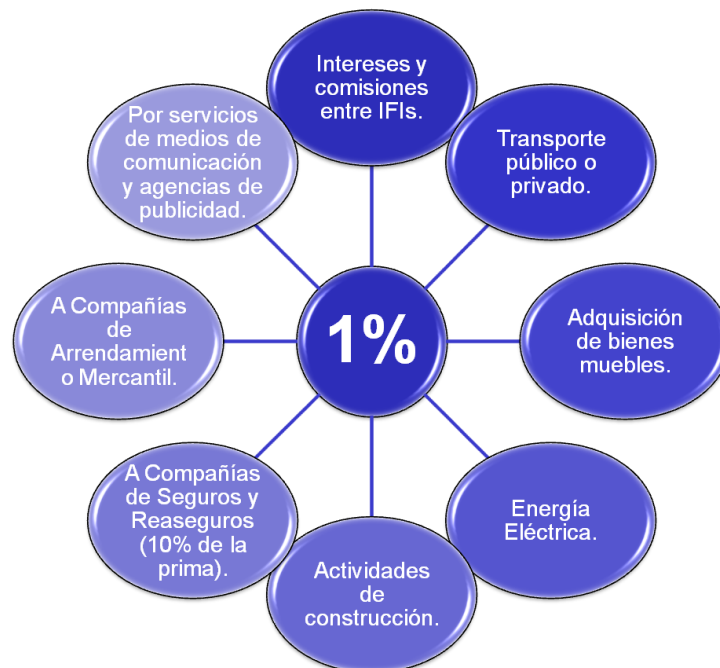 Intereses y
comisiones
entre IFIs.
Transporte
público o
privado.
Adquisición
de bienes
muebles.
Energía
Eléctrica.
Actividades
de
construcción.
A Compañías
de Seguros y
Reaseguros
(10% de la
prima).
A Compañías
de
Arrendamient
o Mercantil.
Por servicios
de medios de
comunicación
y agencias de
publicidad.
1%